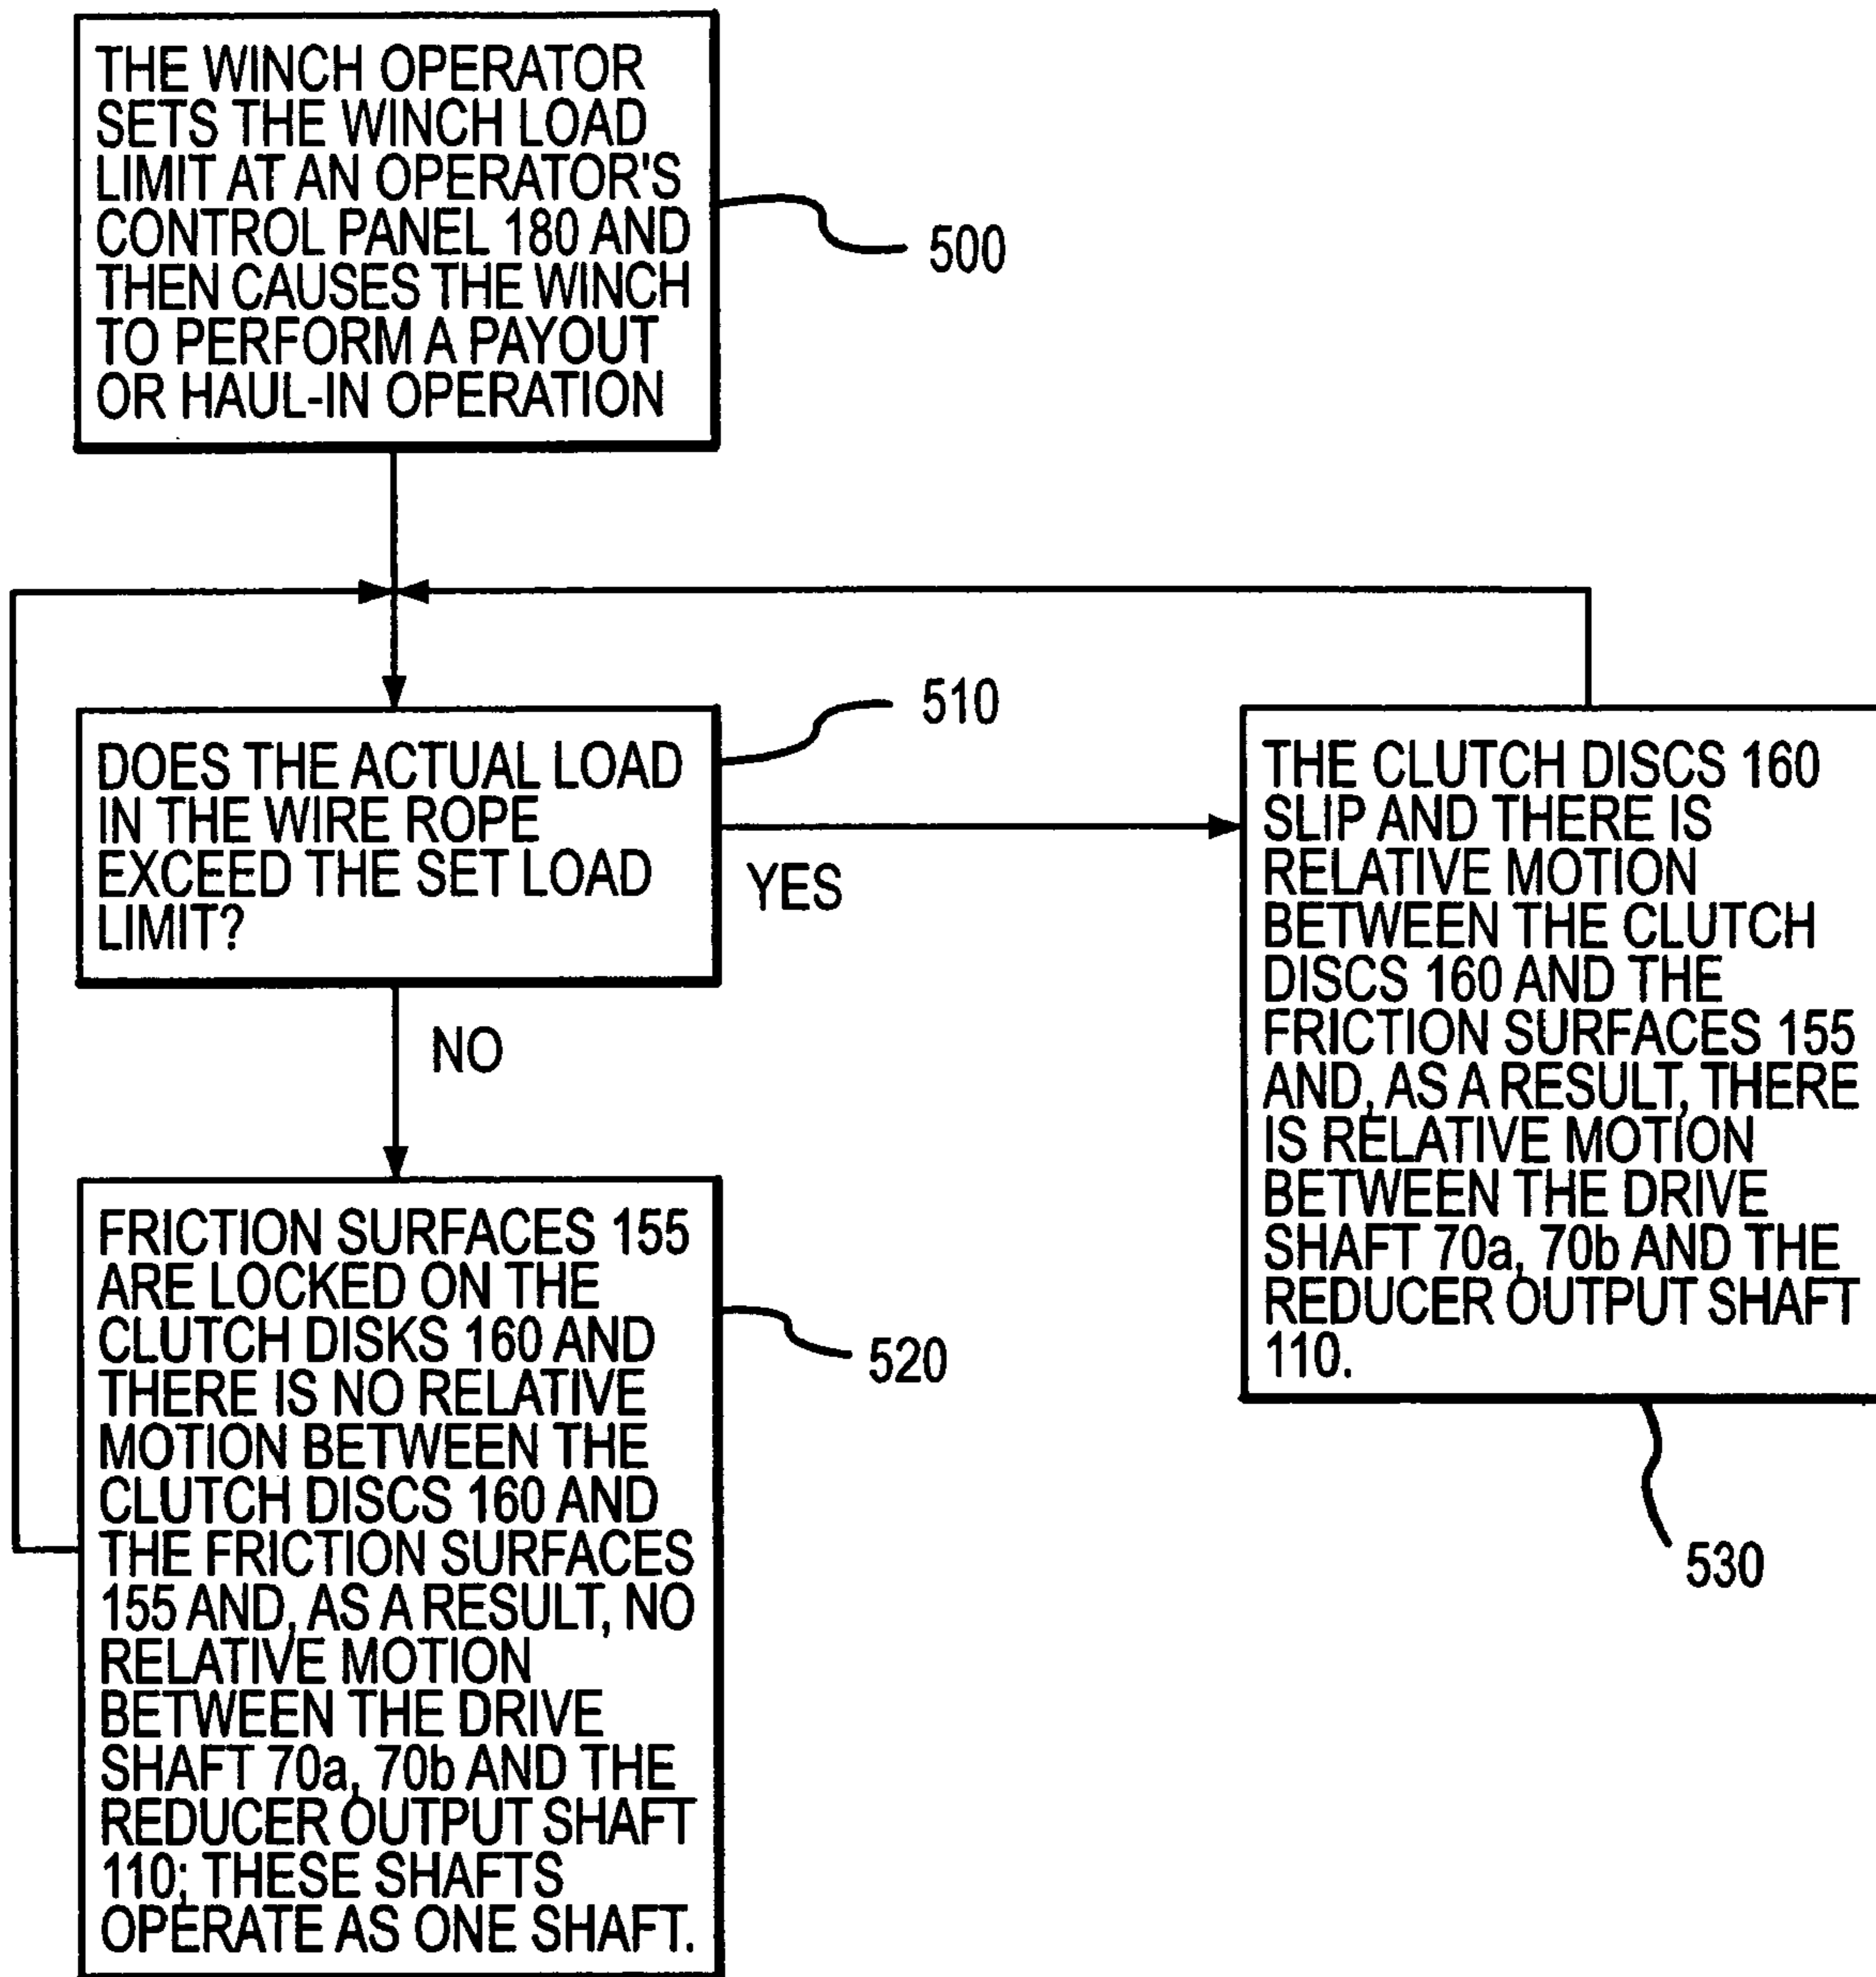 THE WINCH OPERATOR
SETS THE WINCH LOAD
LIMIT AT AN OPERATOR'S
CONTROL PANEL 180 AND
THEN CAUSES THE WINCH
TO PERFORM A PAYOUT
OR HAUL-IN OPERATION
500
510
DOES THE ACTUAL LOAD
IN THE WIRE ROPE
EXCEED THE SET LOAD
LIMIT?
YES
NO
THE CLUTCH DISCS 160
SLIP AND THERE IS
RELATIVE MOTION
BETWEEN THE CLUTCH
DISCS 160 AND THE
FRICTION SURFACES 155
AND, AS A RESULT, THERE
IS RELATIVE MOTION
BETWEEN THE DRIVE
SHAFT 70a, 70b AND THE
REDUCER OUTPUT SHAFT
110.
530
FRICTION SURFACES 155
ARE LOCKED ON THE
CLUTCH DISKS 160 AND
THERE IS NO RELATIVE
MOTION BETWEEN THE
CLUTCH DISCS 160 AND
THE FRICTION SURFACES
155 AND, AS A RESULT, NO
RELATIVE MOTION
BETWEEN THE DRIVE
SHAFT 70a, 70b AND THE
REDUCER OUTPUT SHAFT
110; THESE SHAFTS
OPERATE AS ONE SHAFT.
520